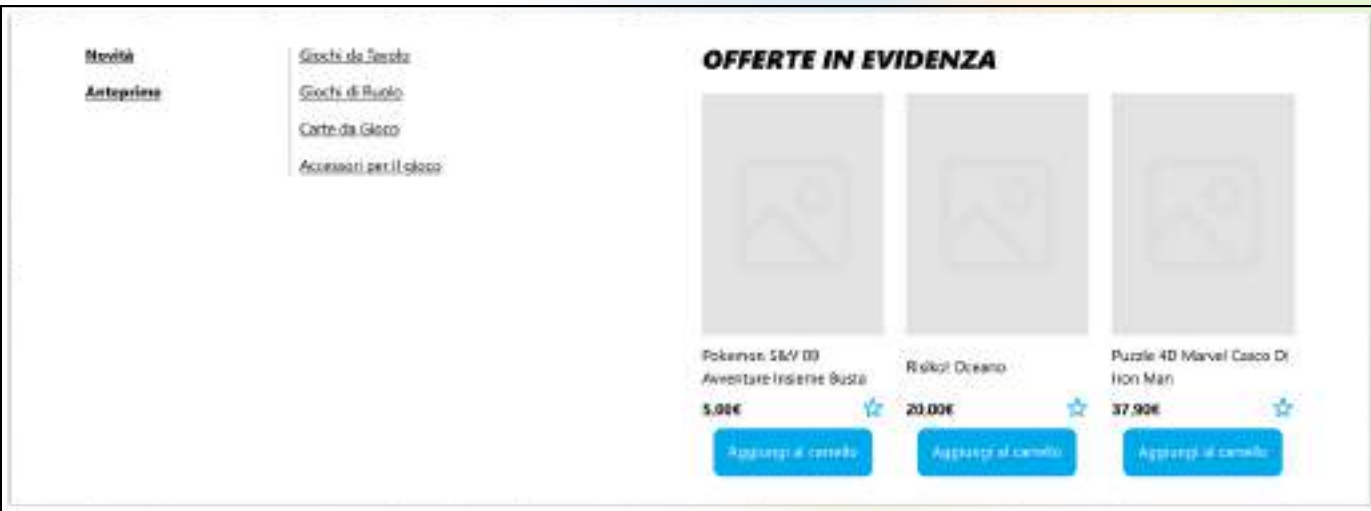 Novità
Anteprime
Giochi da Tavolo
Giochi di Ruolo
Carte da Gioco
Accessori per il gioco
OFFERTE IN EVIDENZA
Pokemon S&V 09
Avventure Insieme Busta
5.00€
Aggiungi al carrello
Risiko! Oceano
20.00€
Aggiungi al carrello
Puzzle 4D Marvel Casco Di
Iron Man
37.90€
Aggiungi al carrello